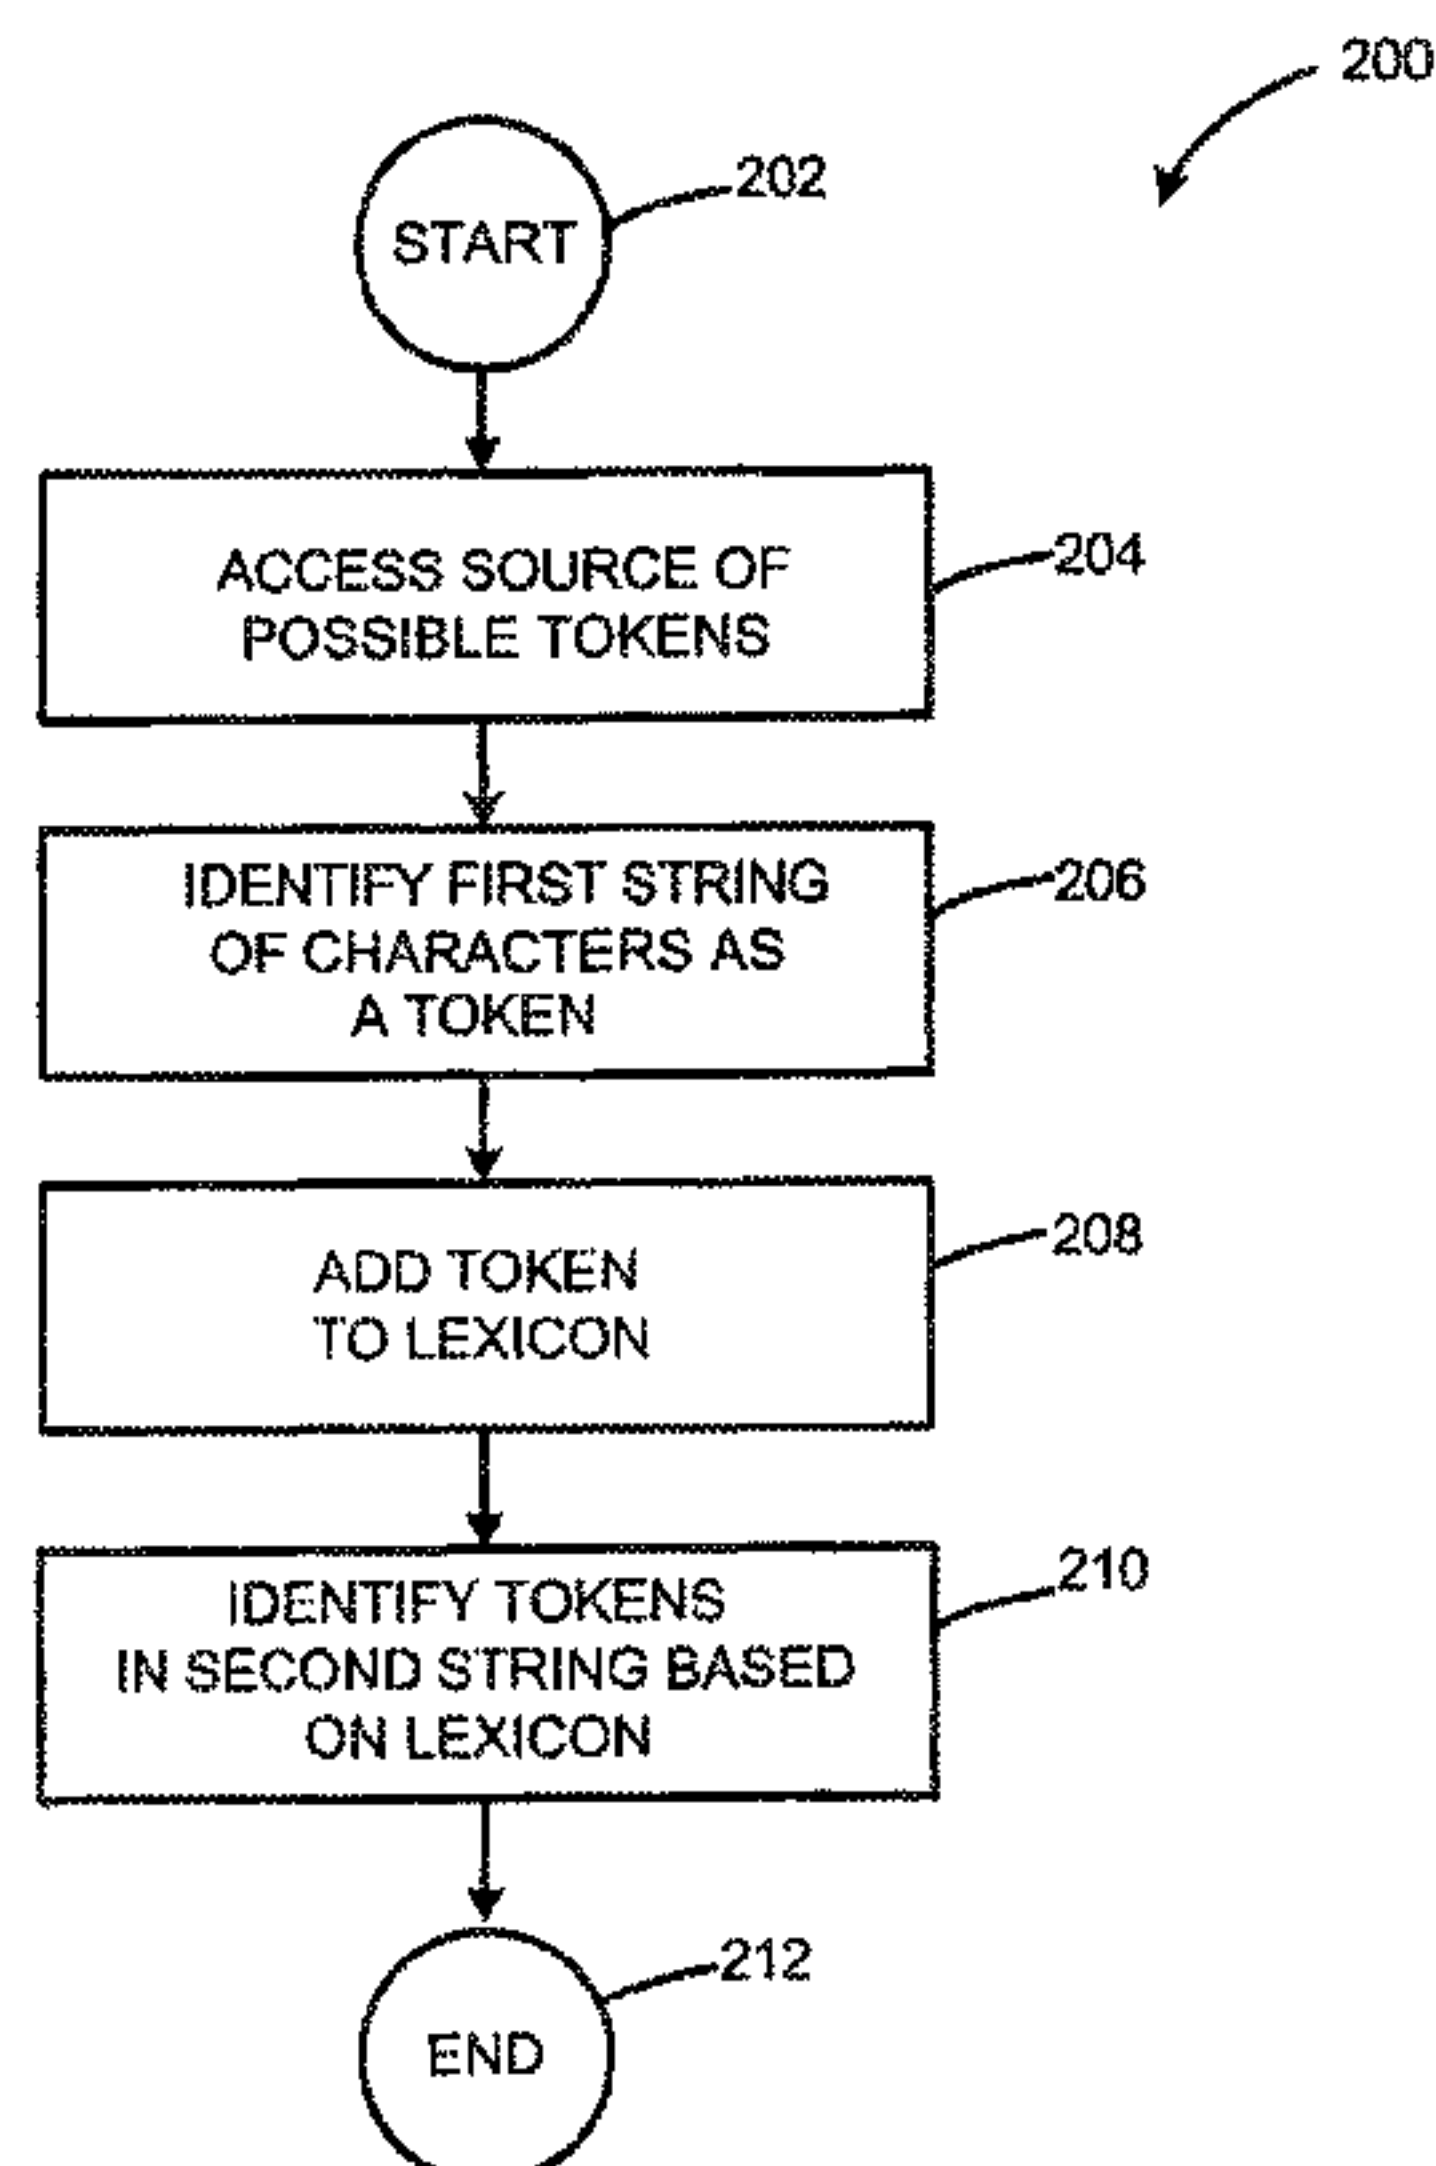 200
START
202
ACCESS SOURCE OF
POSSIBLE TOKENS
204
IDENTIFY FIRST STRING
OF CHARACTERS AS
A TOKEN
206
ADD TOKEN
TO LEXICON
208
IDENTIFY TOKENS
IN SECOND STRING BASED
ON LEXICON
210
END
212